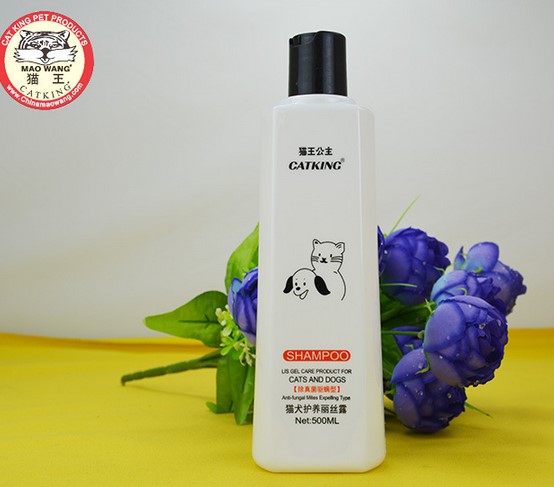 CAT KING PET PRODUCTS
MAO WANG
猫 王
CATKING
www.Chinamaowang.com
猫王公主
CATKING®
SHAMPOO
LIS GEL CARE PRODUCT FOR
CATS AND DOGS
【除真菌驱螨型】
Anti-fungal Mites Expelling Type
猫犬护养丽丝露
Net:500ML